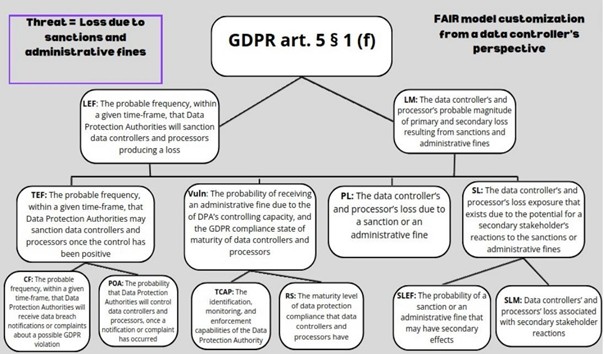 Threat = Loss due to
sanctions and
administrative fines
GDPR art. 5 § 1 (f)
FAIR model customization
from a data controller's
perspective
LEF: The probable frequency, within
a given time-frame, that Data
Protection Authorities will sanction
data controllers and processors
producing a loss
LM: The data controller's and
processor's probable magnitude
of primary and secondary loss
resulting from sanctions and
administrative fines
TEF: The probable frequency,
within a given time-frame, that
Data Protection Authorities may
sanction data controllers and
processors once the control has
been positive
Vuln: The probability of receiving
an administrative fine due to the
of DPA's controlling capacity, and
the GDPR compliance state of
maturity of data controllers and
processors
PL: The data controller's
and processor's loss due to
a sanction or an
administrative fine
SL: The data controller's and
processor's loss exposure that
exists due to the potential for a
secondary stakeholder's
reactions to the sanctions or
administrative fines
CF: The probable
frequency, within a given
time-frame, that Data
Protection Authorities will
receive data breach
notifications or complaints
about a possible GDPR
violation
POA: The probability
that Data Protection
Authorities will control
data controllers and
processors, once a
notification or complaint
has occurred
TCAP: The
identification,
monitoring, and
enforcement
capabilities of the Data
Protection Authority
RS: The maturity level
of data protection
compliance that data
controllers and
processors have
SLEF: The probability of a
sanction or an
administrative fine that
may have secondary
effects
SLM: Data controllers' and
processors' loss associated
with secondary stakeholder
reactions